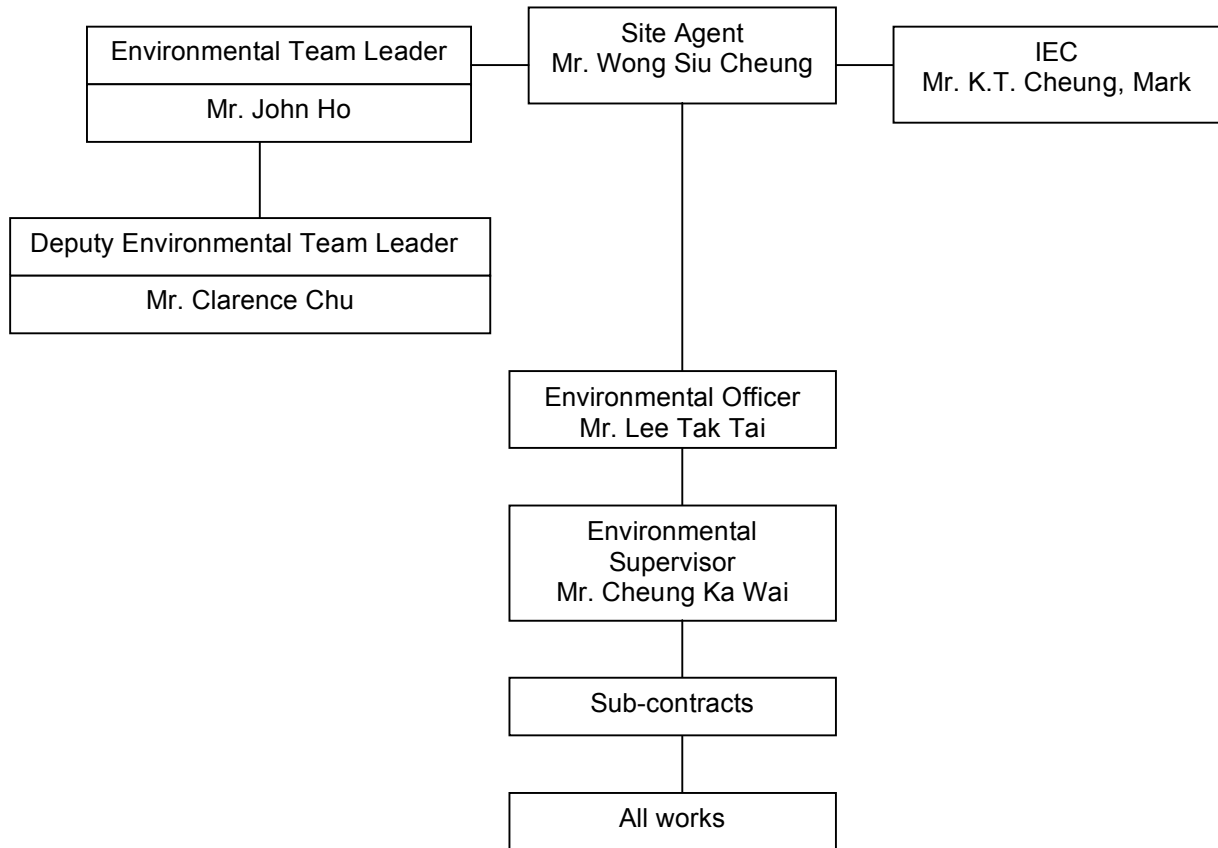 Environmental Team Leader
Mr. John Ho
Site Agent
Mr. Wong Siu Cheung
IEC
Mr. K.T. Cheung, Mark
Deputy Environmental Team Leader
Mr. Clarence Chu
Environmental Officer
Mr. Lee Tak Tai
Environmental
Supervisor
Mr. Cheung Ka Wai
Sub-contracts
All works